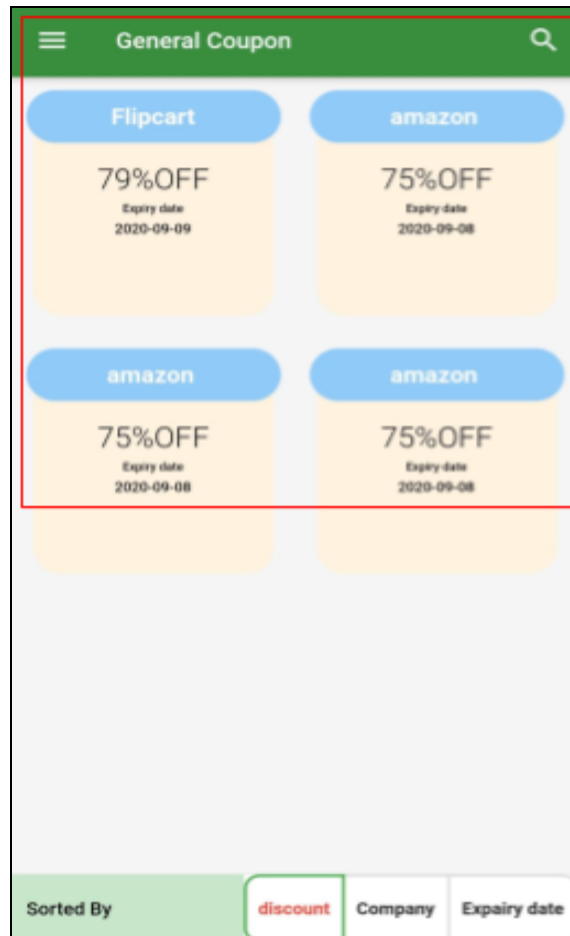 General Coupon
Flipcart
amazon
79%OFF
75%OFF
Expiry date
Expiry date
2020-09-09
2020-09-08
amazon
amazon
75%OFF
75%OFF
Expiry date
Expiry date
2020-09-08
2020-09-08
Sorted By
discount
Company
Expairy date